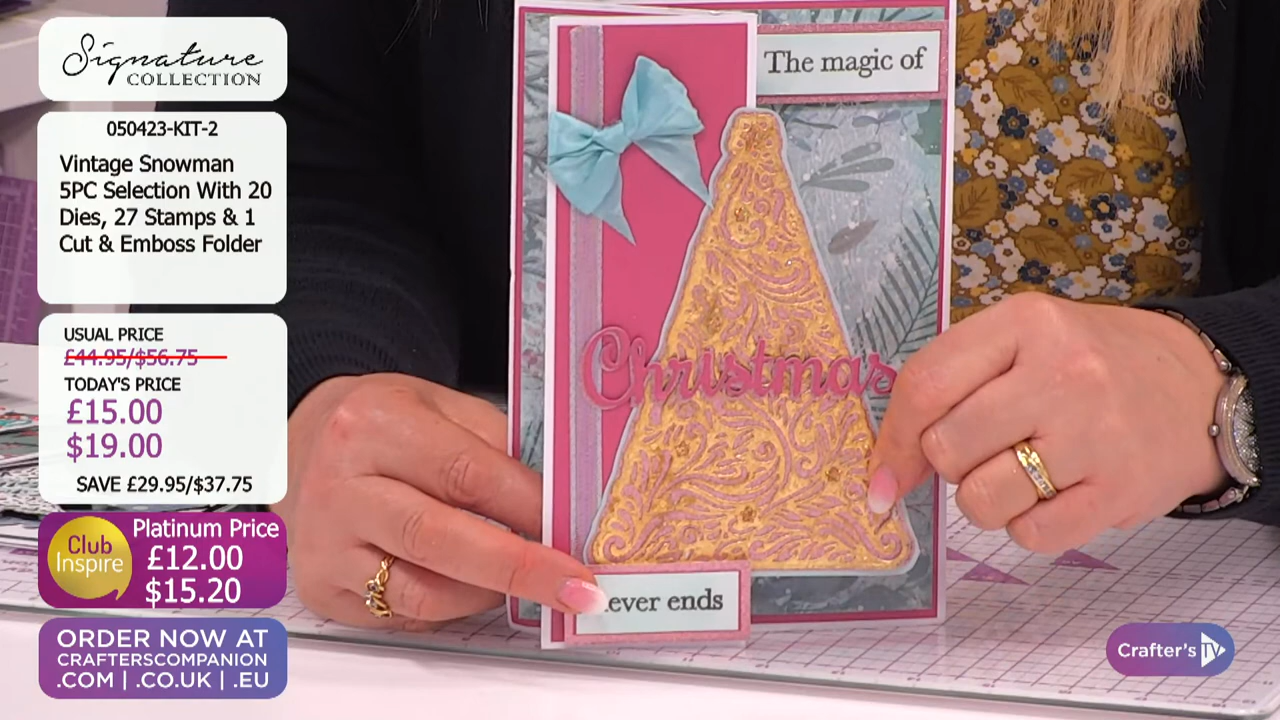 Signature
COLLECTION
050423-KIT-2
Vintage Snowman
5PC Selection With 20
Dies, 27 Stamps & 1
Cut & Emboss Folder
USUAL PRICE
£44.95/$56.75
TODAY'S PRICE
£15.00
$19.00
SAVE £29.95/$37.75
Club
Inspire
Platinum Price
£12.00
$15.20
ORDER NOW AT
CRAFTERSCOMPANION
.COM | .CO.UK | .EU
The magic of
Christmas
ever ends
Crafter's TV